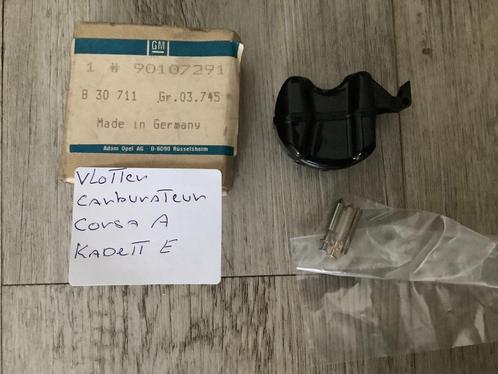 GM
1 # 90107291
B 30 711 Gr.03.745
Made in Germany
Adam Opel AG · D-6090 Rüsselsheim
Vlotter
Carburateur
Corsa A
Kadett E